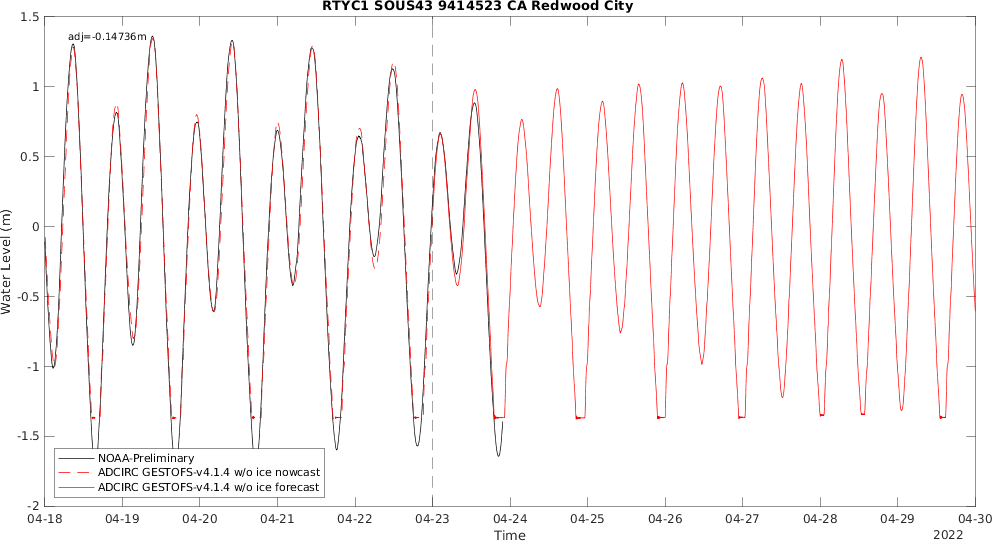 RTYC1 SOUS43 9414523 CA Redwood City
adj=-0.14736m
1.5
1
0.5
0
-0.5
-1
-1.5
-2
Water Level (m)
NOAA-Preliminary
ADCIRC GESTOFS-v4.1.4 w/o ice nowcast
ADCIRC GESTOFS-v4.1.4 w/o ice forecast
04-18 04-19 04-20 04-21 04-22 04-23 04-24 04-25 04-26 04-27 04-28 04-29 04-30
Time
2022